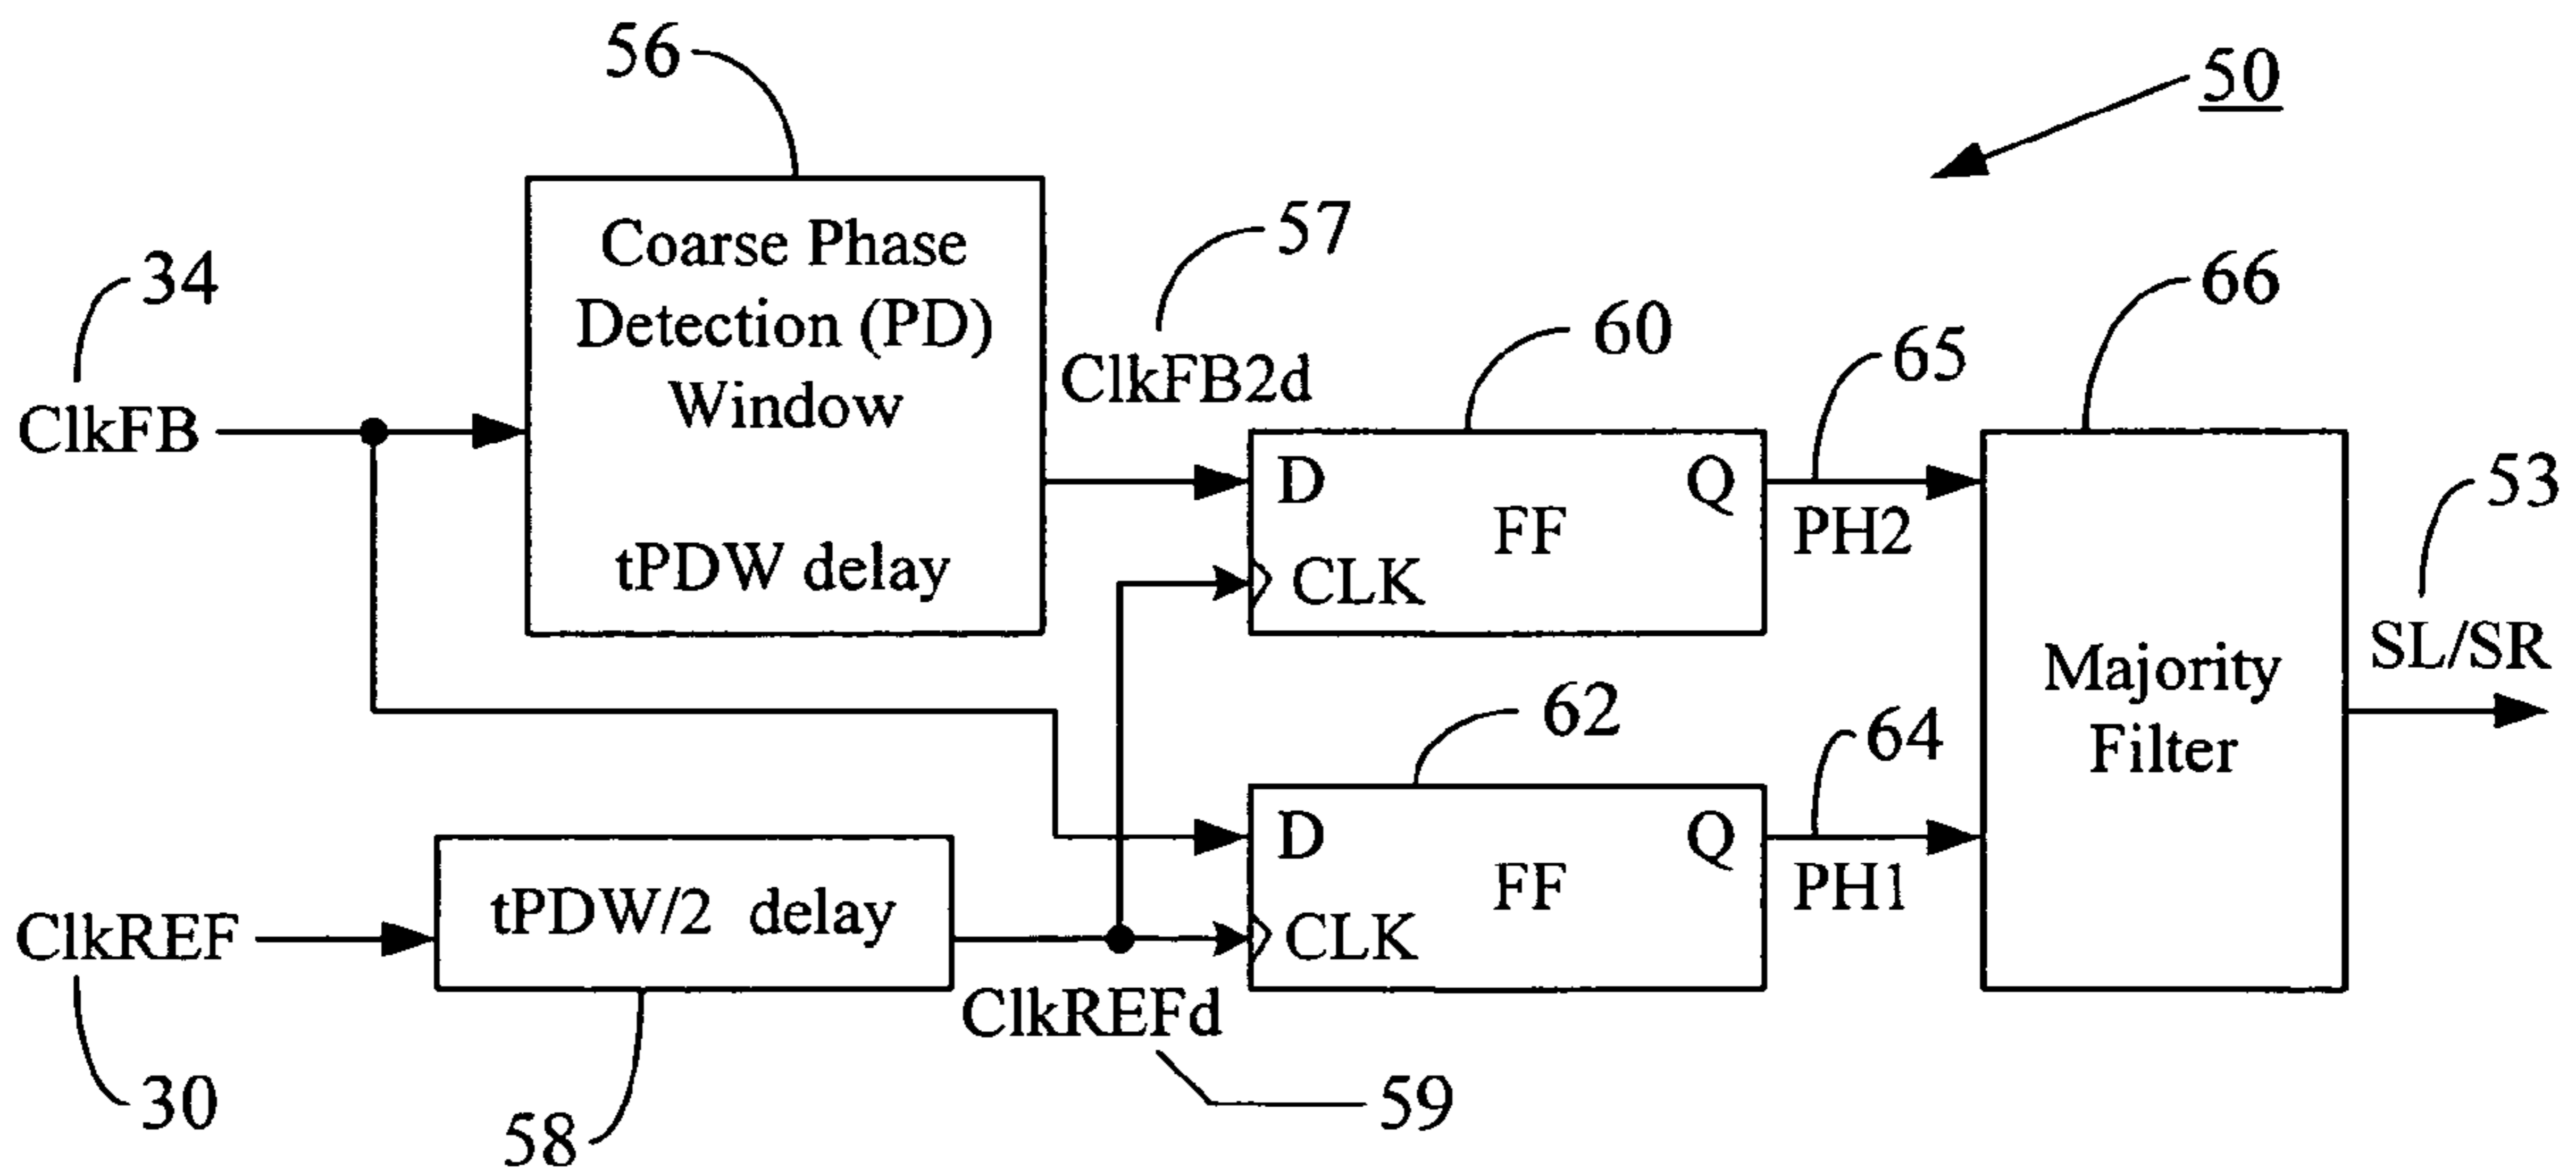 56
50
Coarse Phase
Detection (PD)
Window
tPDW delay
57
ClkFB2d
34
ClkFB
60
D
Q
FF
CLK
65
PH2
66
Majority
Filter
53
SL/SR
62
D
Q
FF
CLK
64
PH1
ClkREF
30
tPDW/2 delay
58
ClkREFd
59